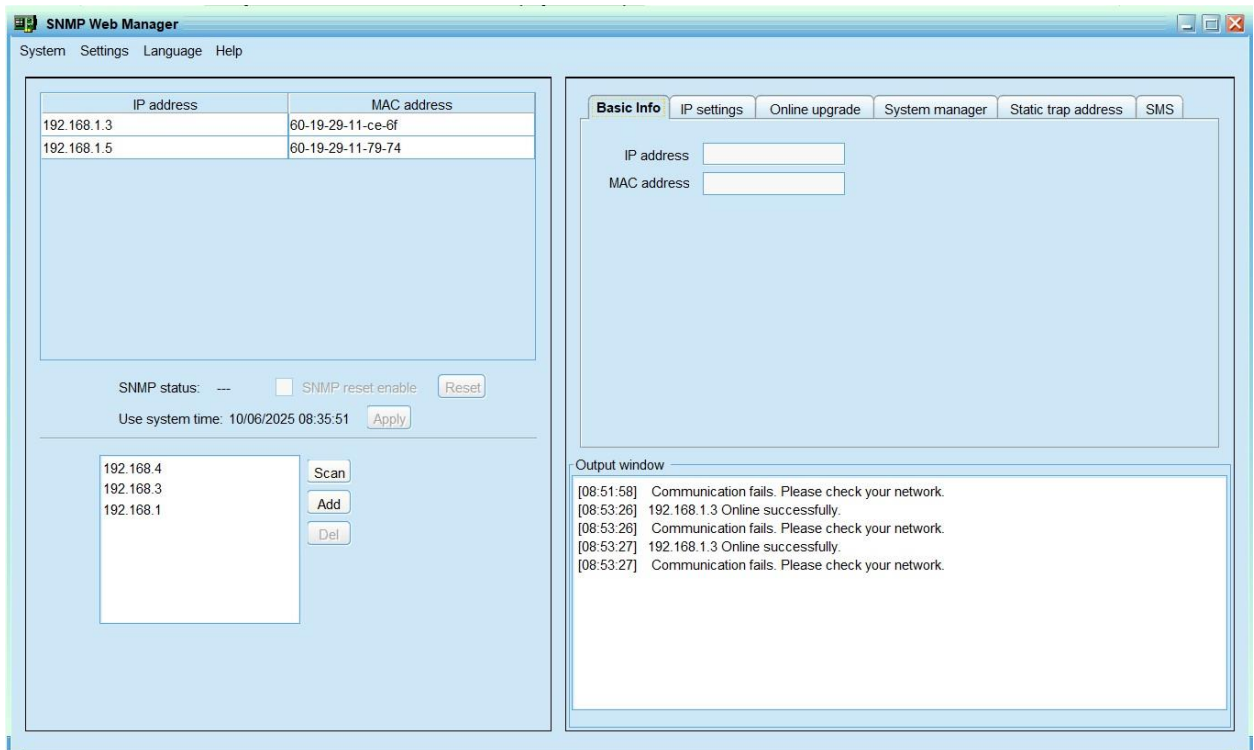 SNMP Web Manager
System Settings Language Help
IP address MAC address
192.168.1.3 60-19-29-11-ce-6f
192.168.1.5 60-19-29-11-79-74
SNMP status: --- SNMP reset enable Reset
Use system time: 10/06/2025 08:35:51 Apply
192.168.4
192.168.3
192.168.1
Scan
Add
Del
Basic Info IP settings Online upgrade System manager Static trap address SMS
IP address
MAC address
Output window
[08:51:58] Communication fails. Please check your network.
[08:53:26] 192.168.1.3 Online successfully.
[08:53:26] Communication fails. Please check your network.
[08:53:27] 192.168.1.3 Online successfully.
[08:53:27] Communication fails. Please check your network.